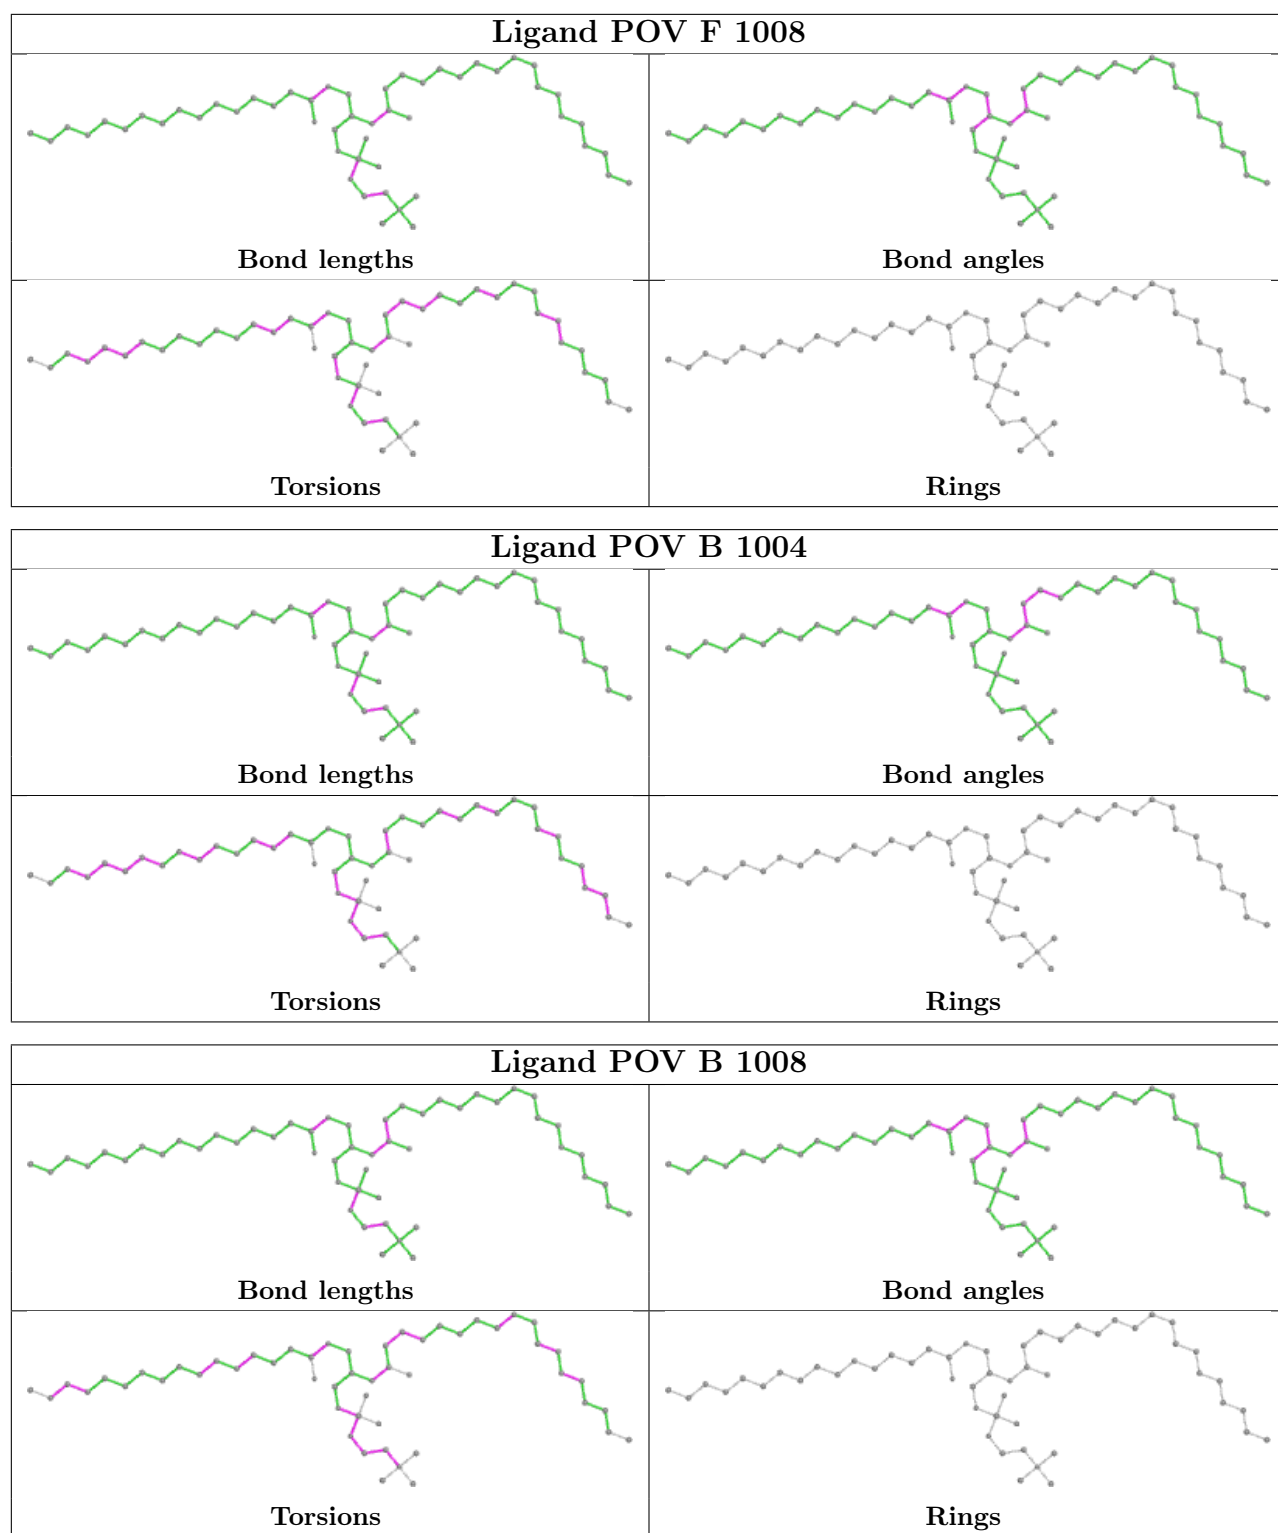 Ligand POV F 1008
Bond lengths
Bond angles
Torsions
Rings
Ligand POV B 1004
Bond lengths
Bond angles
Torsions
Rings
Ligand POV B 1008
Bond lengths
Bond angles
Torsions
Rings